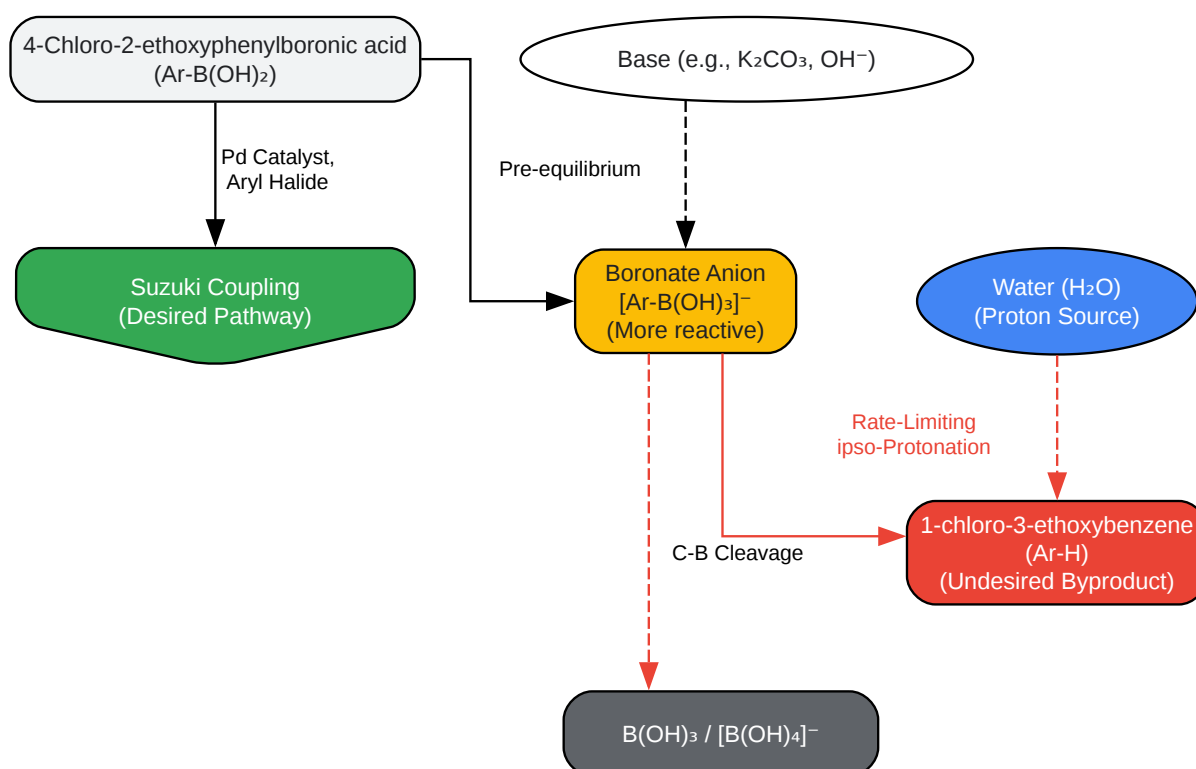 4-Chloro-2-ethoxyphenylboronic acid
(Ar-B(OH)₂)
Base (e.g., K₂CO₃, OH⁻)
Pd Catalyst,
Aryl Halide
Pre-equilibrium
Suzuki Coupling
(Desired Pathway)
Boronate Anion
[Ar-B(OH)₃]⁻
(More reactive)
Water (H₂O)
(Proton Source)
Rate-Limiting
ipso-Protonation
C-B Cleavage
1-chloro-3-ethoxybenzene
(Ar-H)
(Undesired Byproduct)
B(OH)₃ / [B(OH)₄]⁻